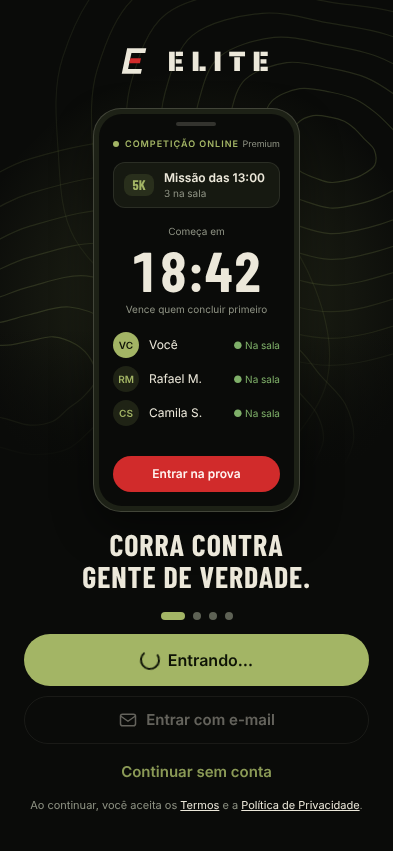 E ELITE
COMPETIÇÃO ONLINE Premium
5K
Missão das 13:00
3 na sala
Começa em
18:42
Vence quem concluir primeiro
VC Você Na sala
RM Rafael M. Na sala
CS Camila S. Na sala
Entrar na prova
CORRA CONTRA
GENTE DE VERDADE.
Entrando...
Entrar com e-mail
Continuar sem conta
Ao continuar, você aceita os Termos e a Política de Privacidade.